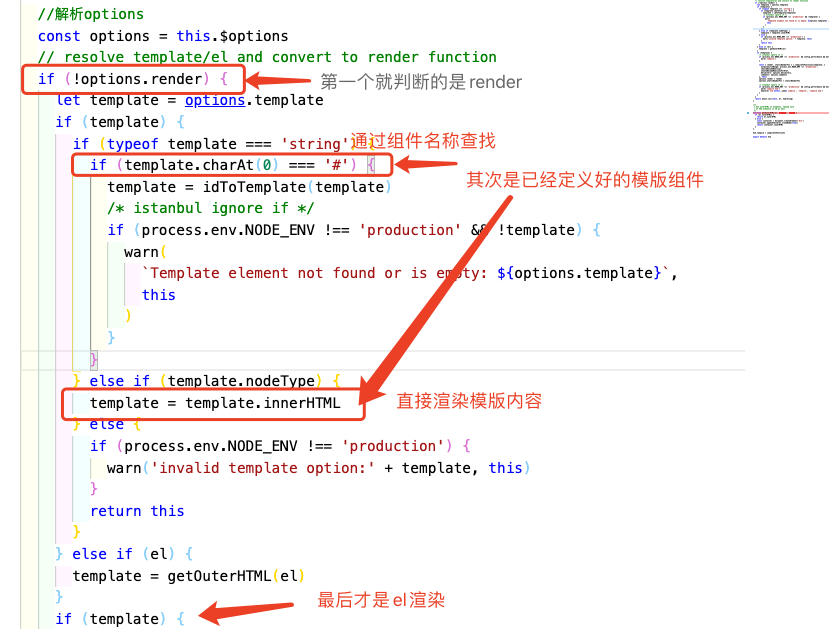 //解析options
const options = this.$options
// resolve template/el and convert to render function
if (!options.render) {
第一个就判断的是render
let template = options.template
if (template) {
if (typeof template === 'string') {
通过组件名称查找
if (template.charAt(0) === '#') {
其次是已经定义好的模版组件
template = idToTemplate(template)
/* istanbul ignore if */
if (process.env.NODE_ENV !== 'production' && !template) {
warn(
`Template element not found or is empty: ${options.template}`,
this
)
}
}
} else if (template.nodeType) {
template = template.innerHTML
直接渲染模版内容
} else {
if (process.env.NODE_ENV !== 'production') {
warn('invalid template option:' + template, this)
}
return this
}
} else if (el) {
template = getOuterHTML(el)
}
最后才是el渲染
if (template) {